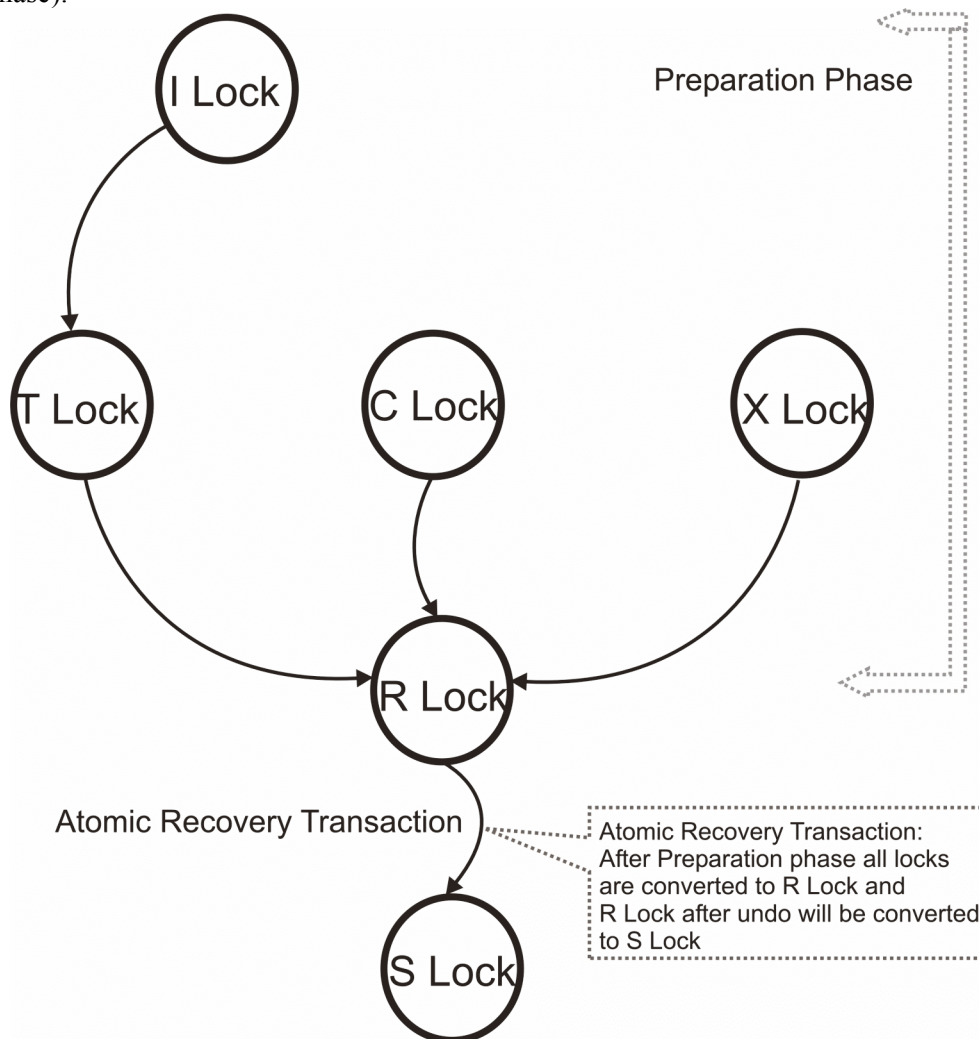 hase).
I Lock
Preparation Phase
T Lock
C Lock
X Lock
R Lock
Atomic Recovery Transaction
Atomic Recovery Transaction:
After Preparation phase all locks
are converted to R Lock and
R Lock after undo will be converted
to S Lock
S Lock